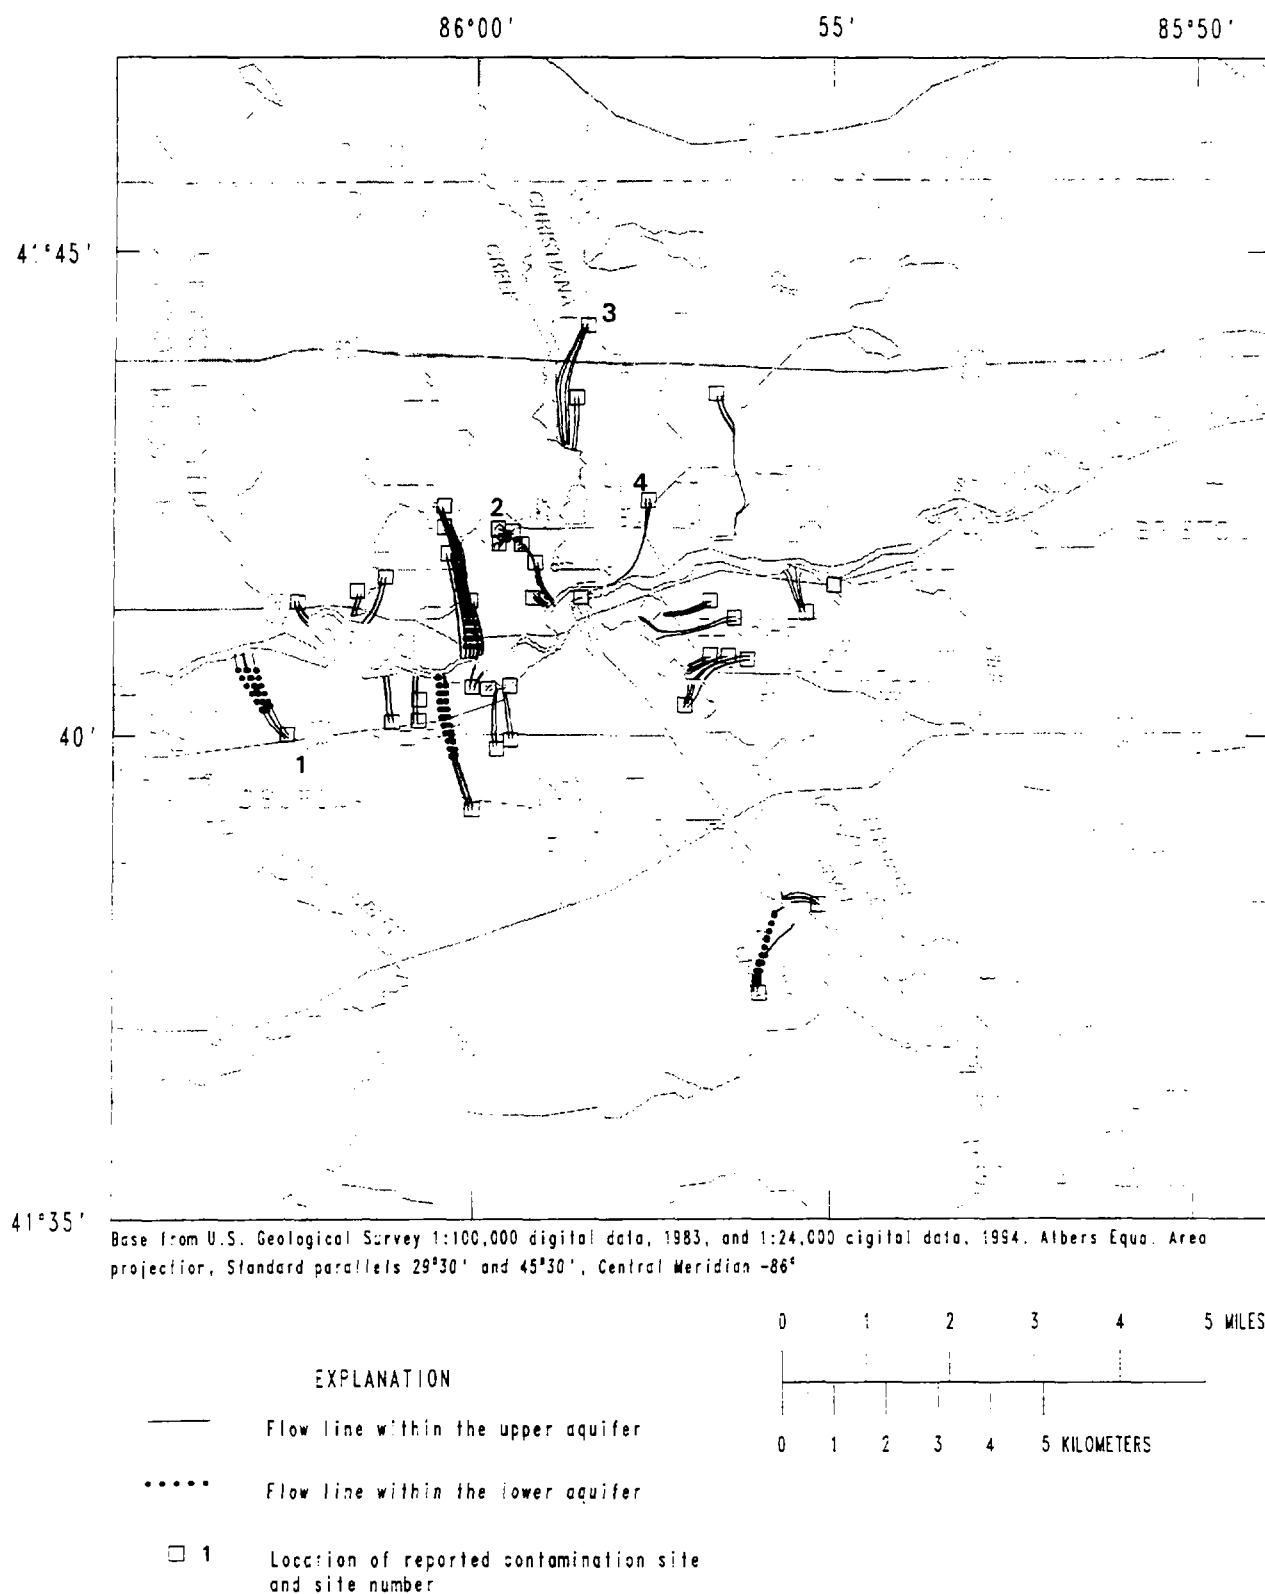 86°00'
55'
85°50'
41°45'
CHRISTIANA
CREEK
3
4
2
40'
1
41°35'
Base from U.S. Geological Survey 1:100,000 digital data, 1983, and 1:24,000 digital data, 1994. Albers Equal Area
projection, Standard parallels 29°30' and 45°30', Central Meridian -86°
0 1 2 3 4 5 MILES
0 1 2 3 4 5 KILOMETERS
EXPLANATION
Flow line within the upper aquifer
Flow line within the lower aquifer
1 Location of reported contamination site
and site number